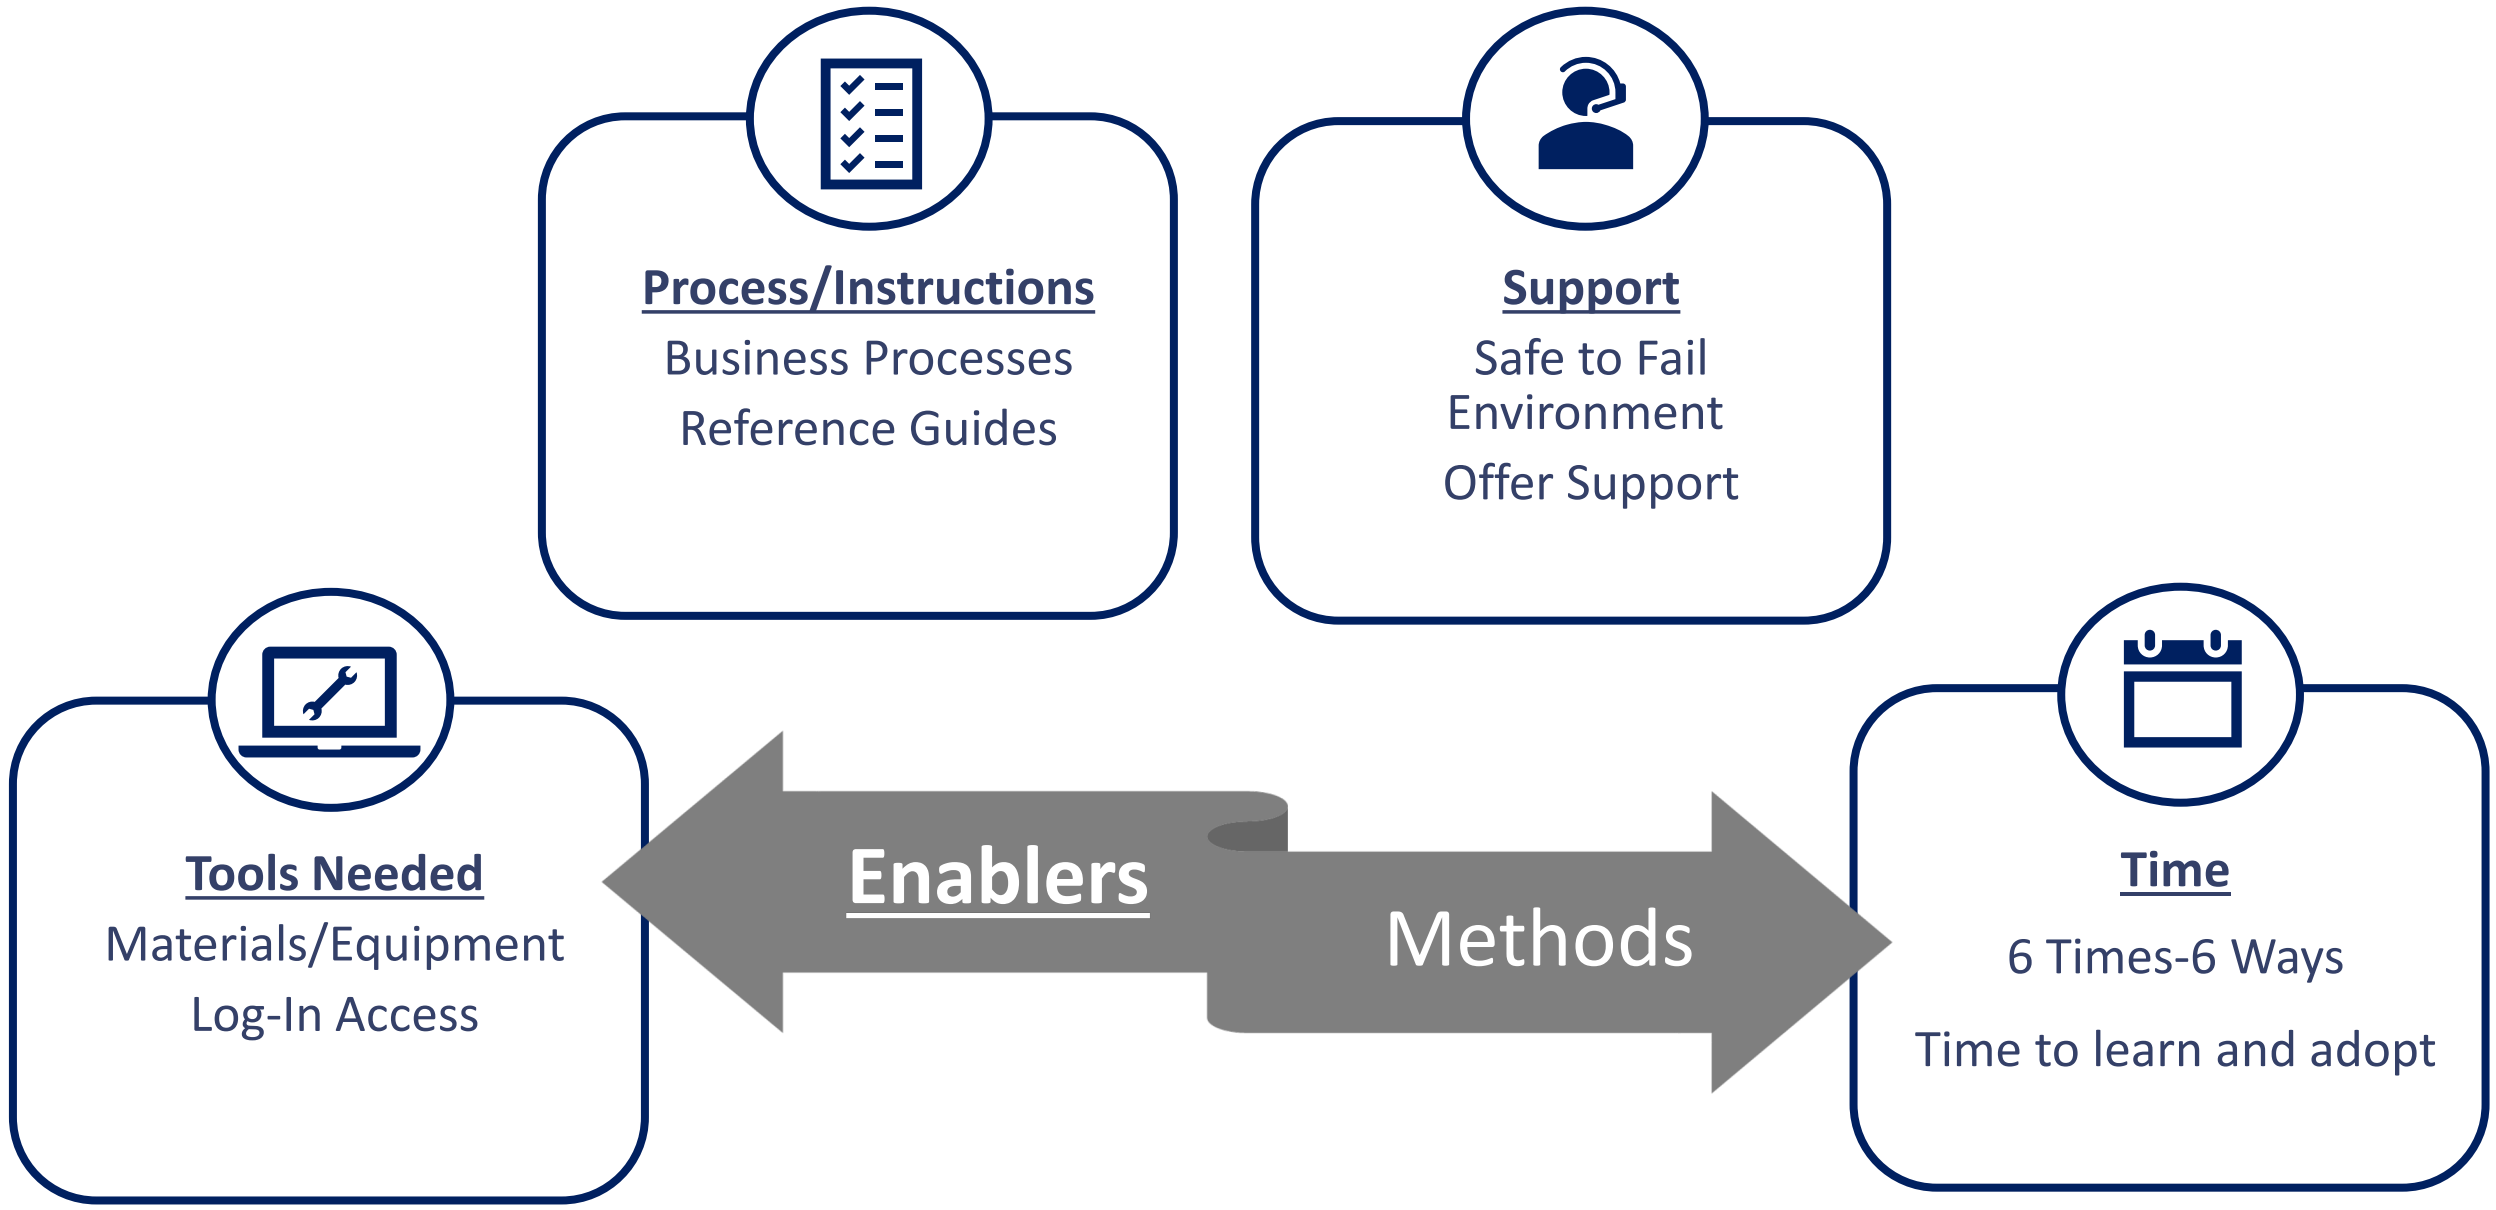 Process/Instructions
Business Processes
Reference Guides
Support
Safe to Fail
Environment
Offer Support
Tools Needed
Materials/Equipment
Log-In Access
Enablers
Methods
Time
6 Times-6 Ways
Time to learn and adopt